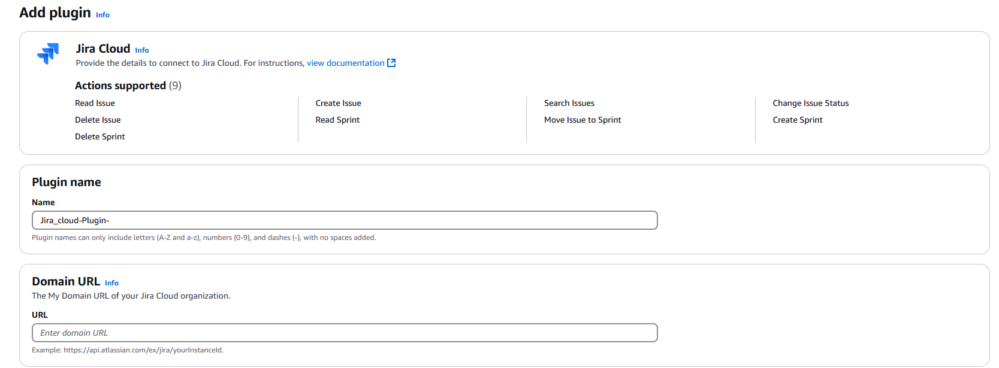 Add plugin Info
Jira Cloud Info
Provide the details to connect to Jira Cloud. For instructions, view documentation
Actions supported (9)
Read Issue
Create Issue
Search Issues
Change Issue Status
Delete Issue
Read Sprint
Move Issue to Sprint
Create Sprint
Delete Sprint
Plugin name
Name
Jira_cloud-Plugin-
Plugin names can only include letters (A-Z and a-z), numbers (0-9), and dashes (-), with no spaces added.
Domain URL Info
The My Domain URL of your Jira Cloud organization.
URL
Enter domain URL
Example: https://api.atlassian.com/ex/jira/yourInstanceId.